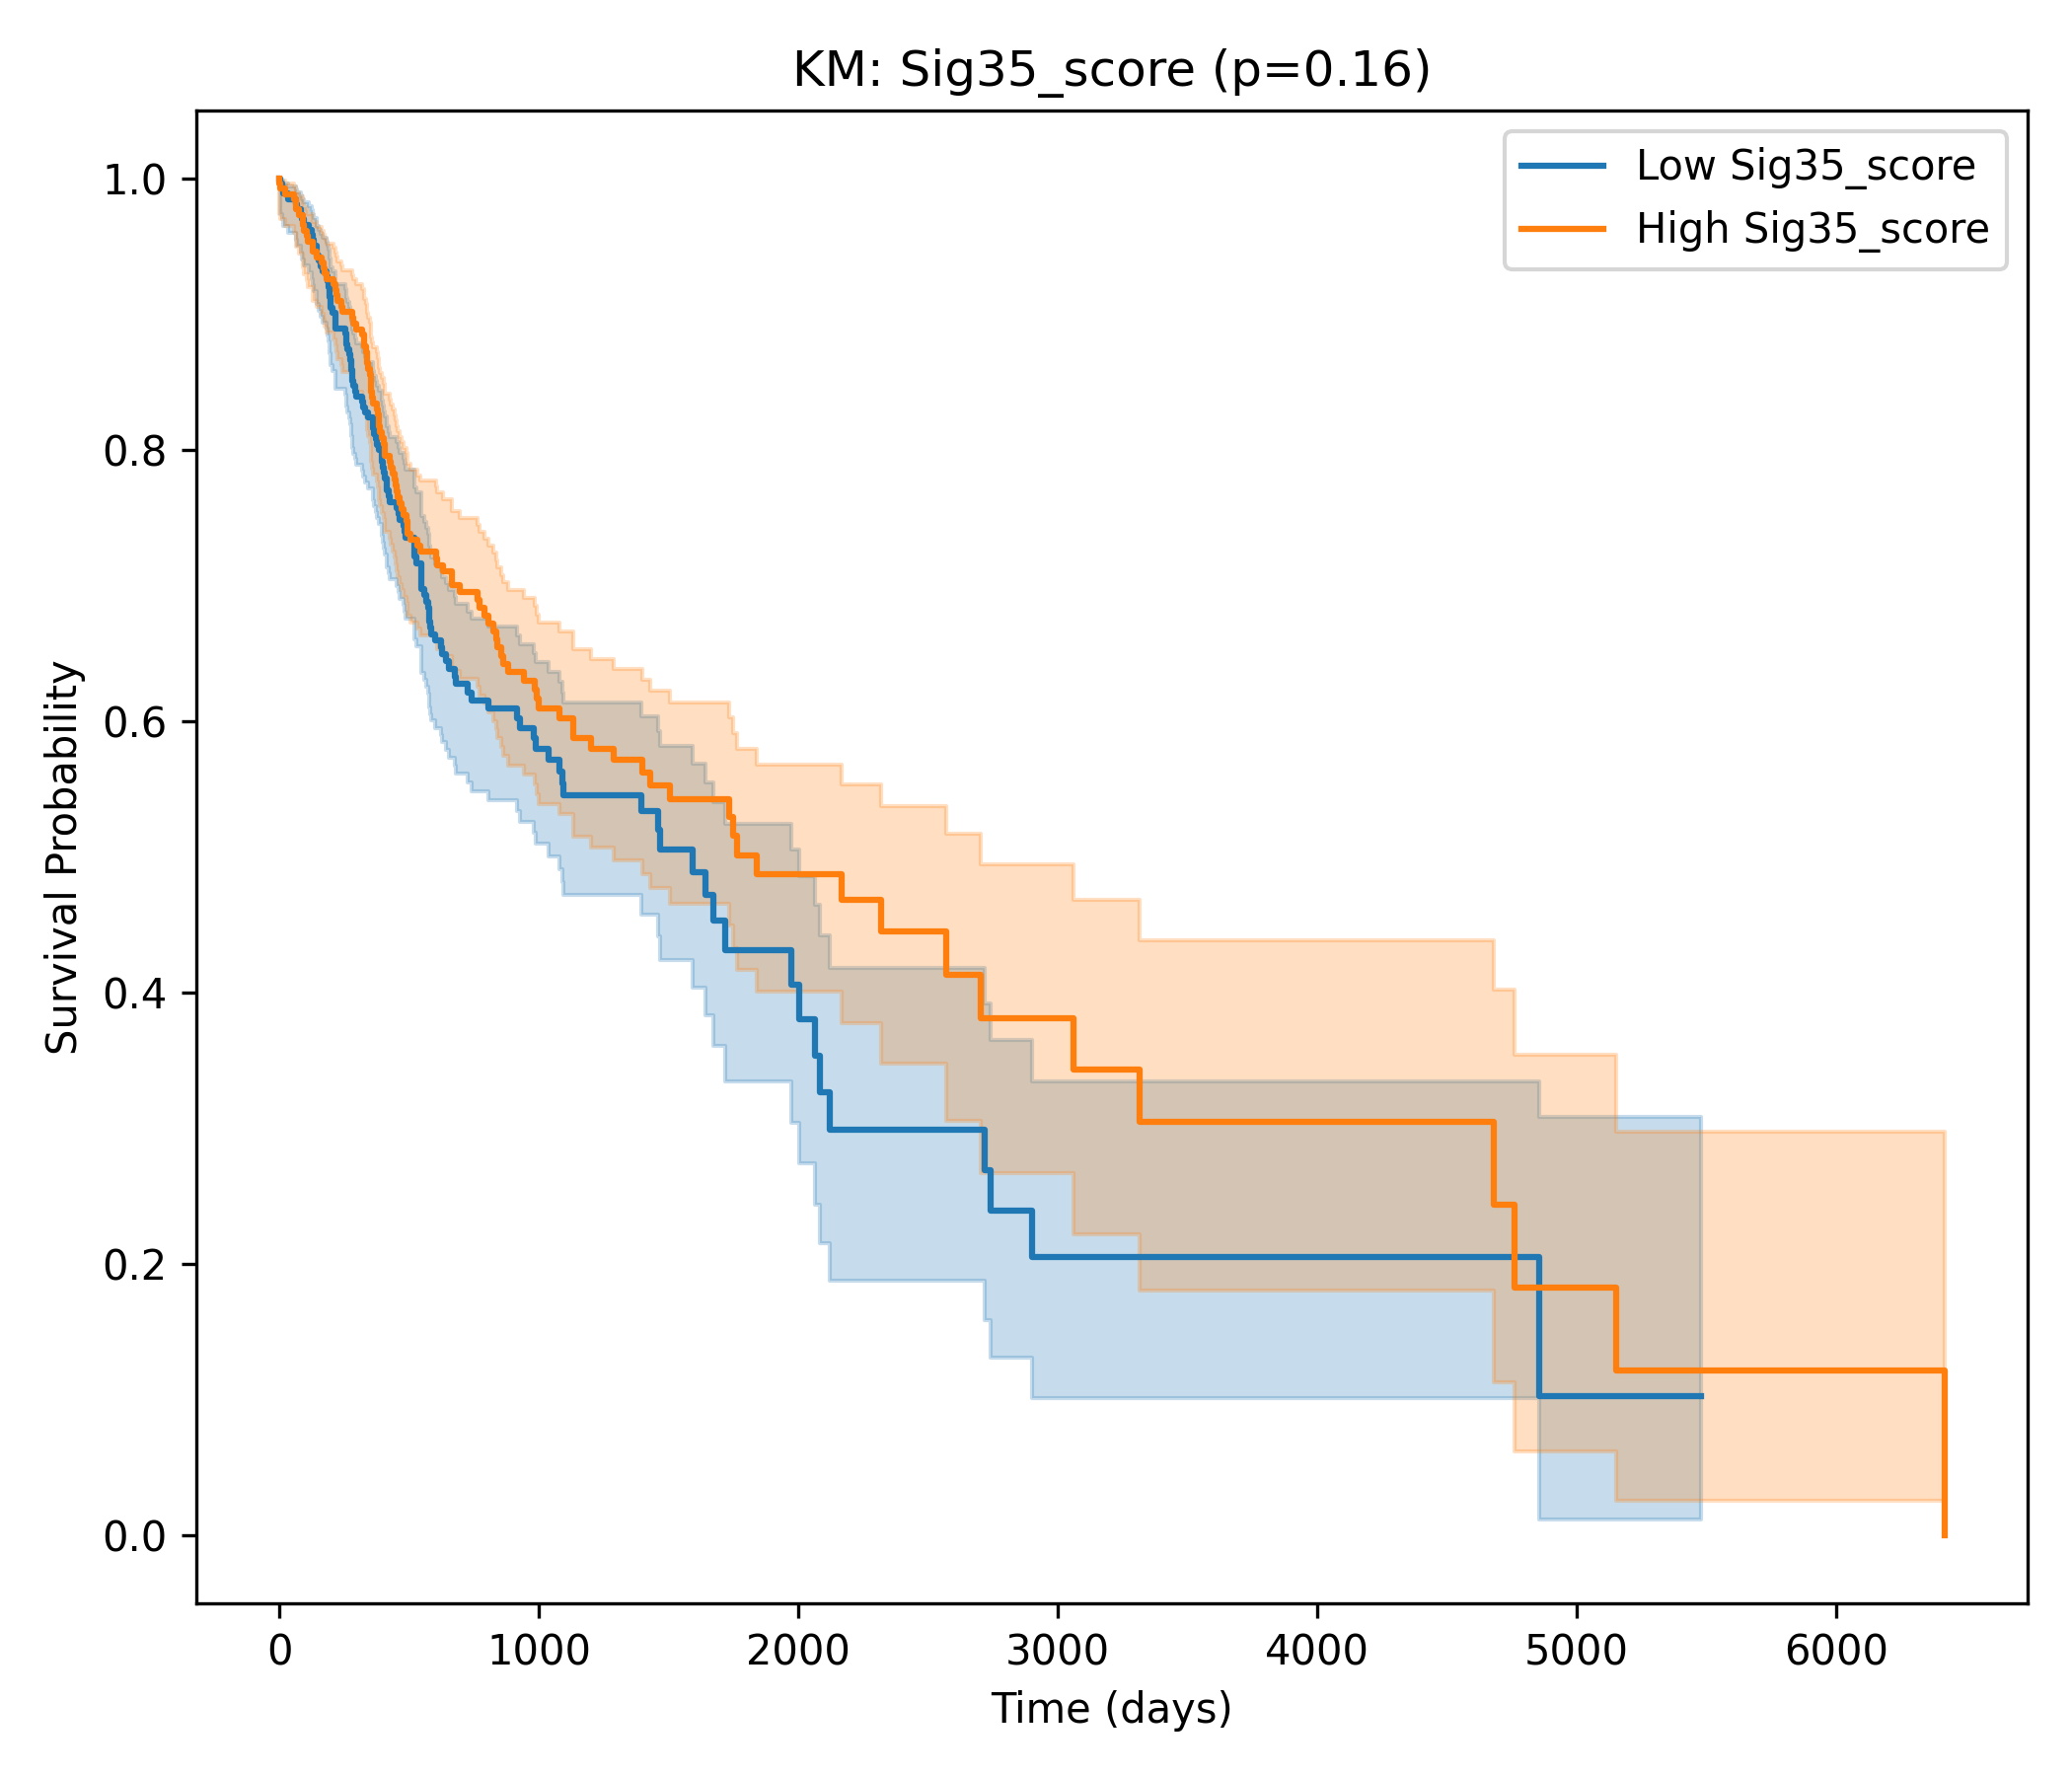 KM: Sig35_score (p=0.16)
Low Sig35_score
High Sig35_score
1.0
0.8
0.6
0.4
0.2
0.0
Survival Probability
0 1000 2000 3000 4000 5000 6000
Time (days)